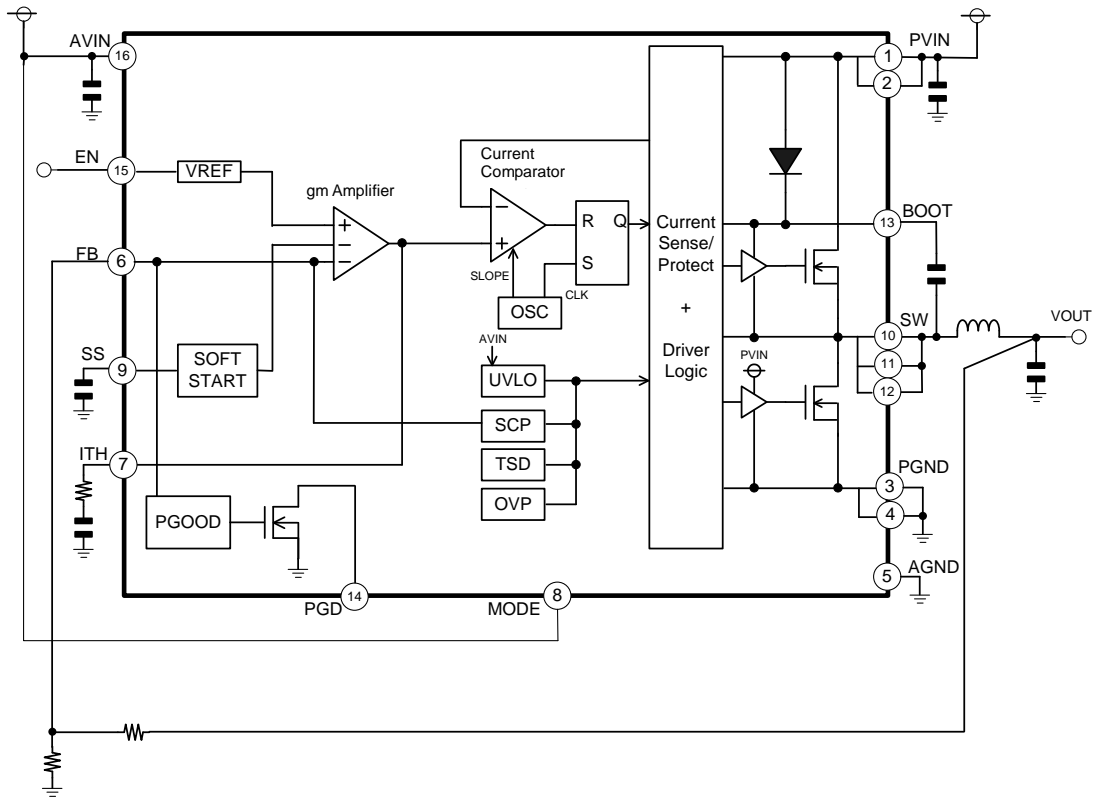 AVIN
16
EN
15
VREF
gm Amplifier
+
−
−
FB
6
SS
9
SOFT
START
ITH
7
PGOOD
14
PGD
MODE
8
Current
Comparator
−
+
SLOPE
OSC
CLK
R
Q
S
AVIN
UVLO
SCP
TSD
OVP
Current
Sense/
Protect
+
Driver
Logic
PVIN
1
PVIN
2
13
BOOT
SW
10
11
12
VOUT
PGND
3
4
5
AGND